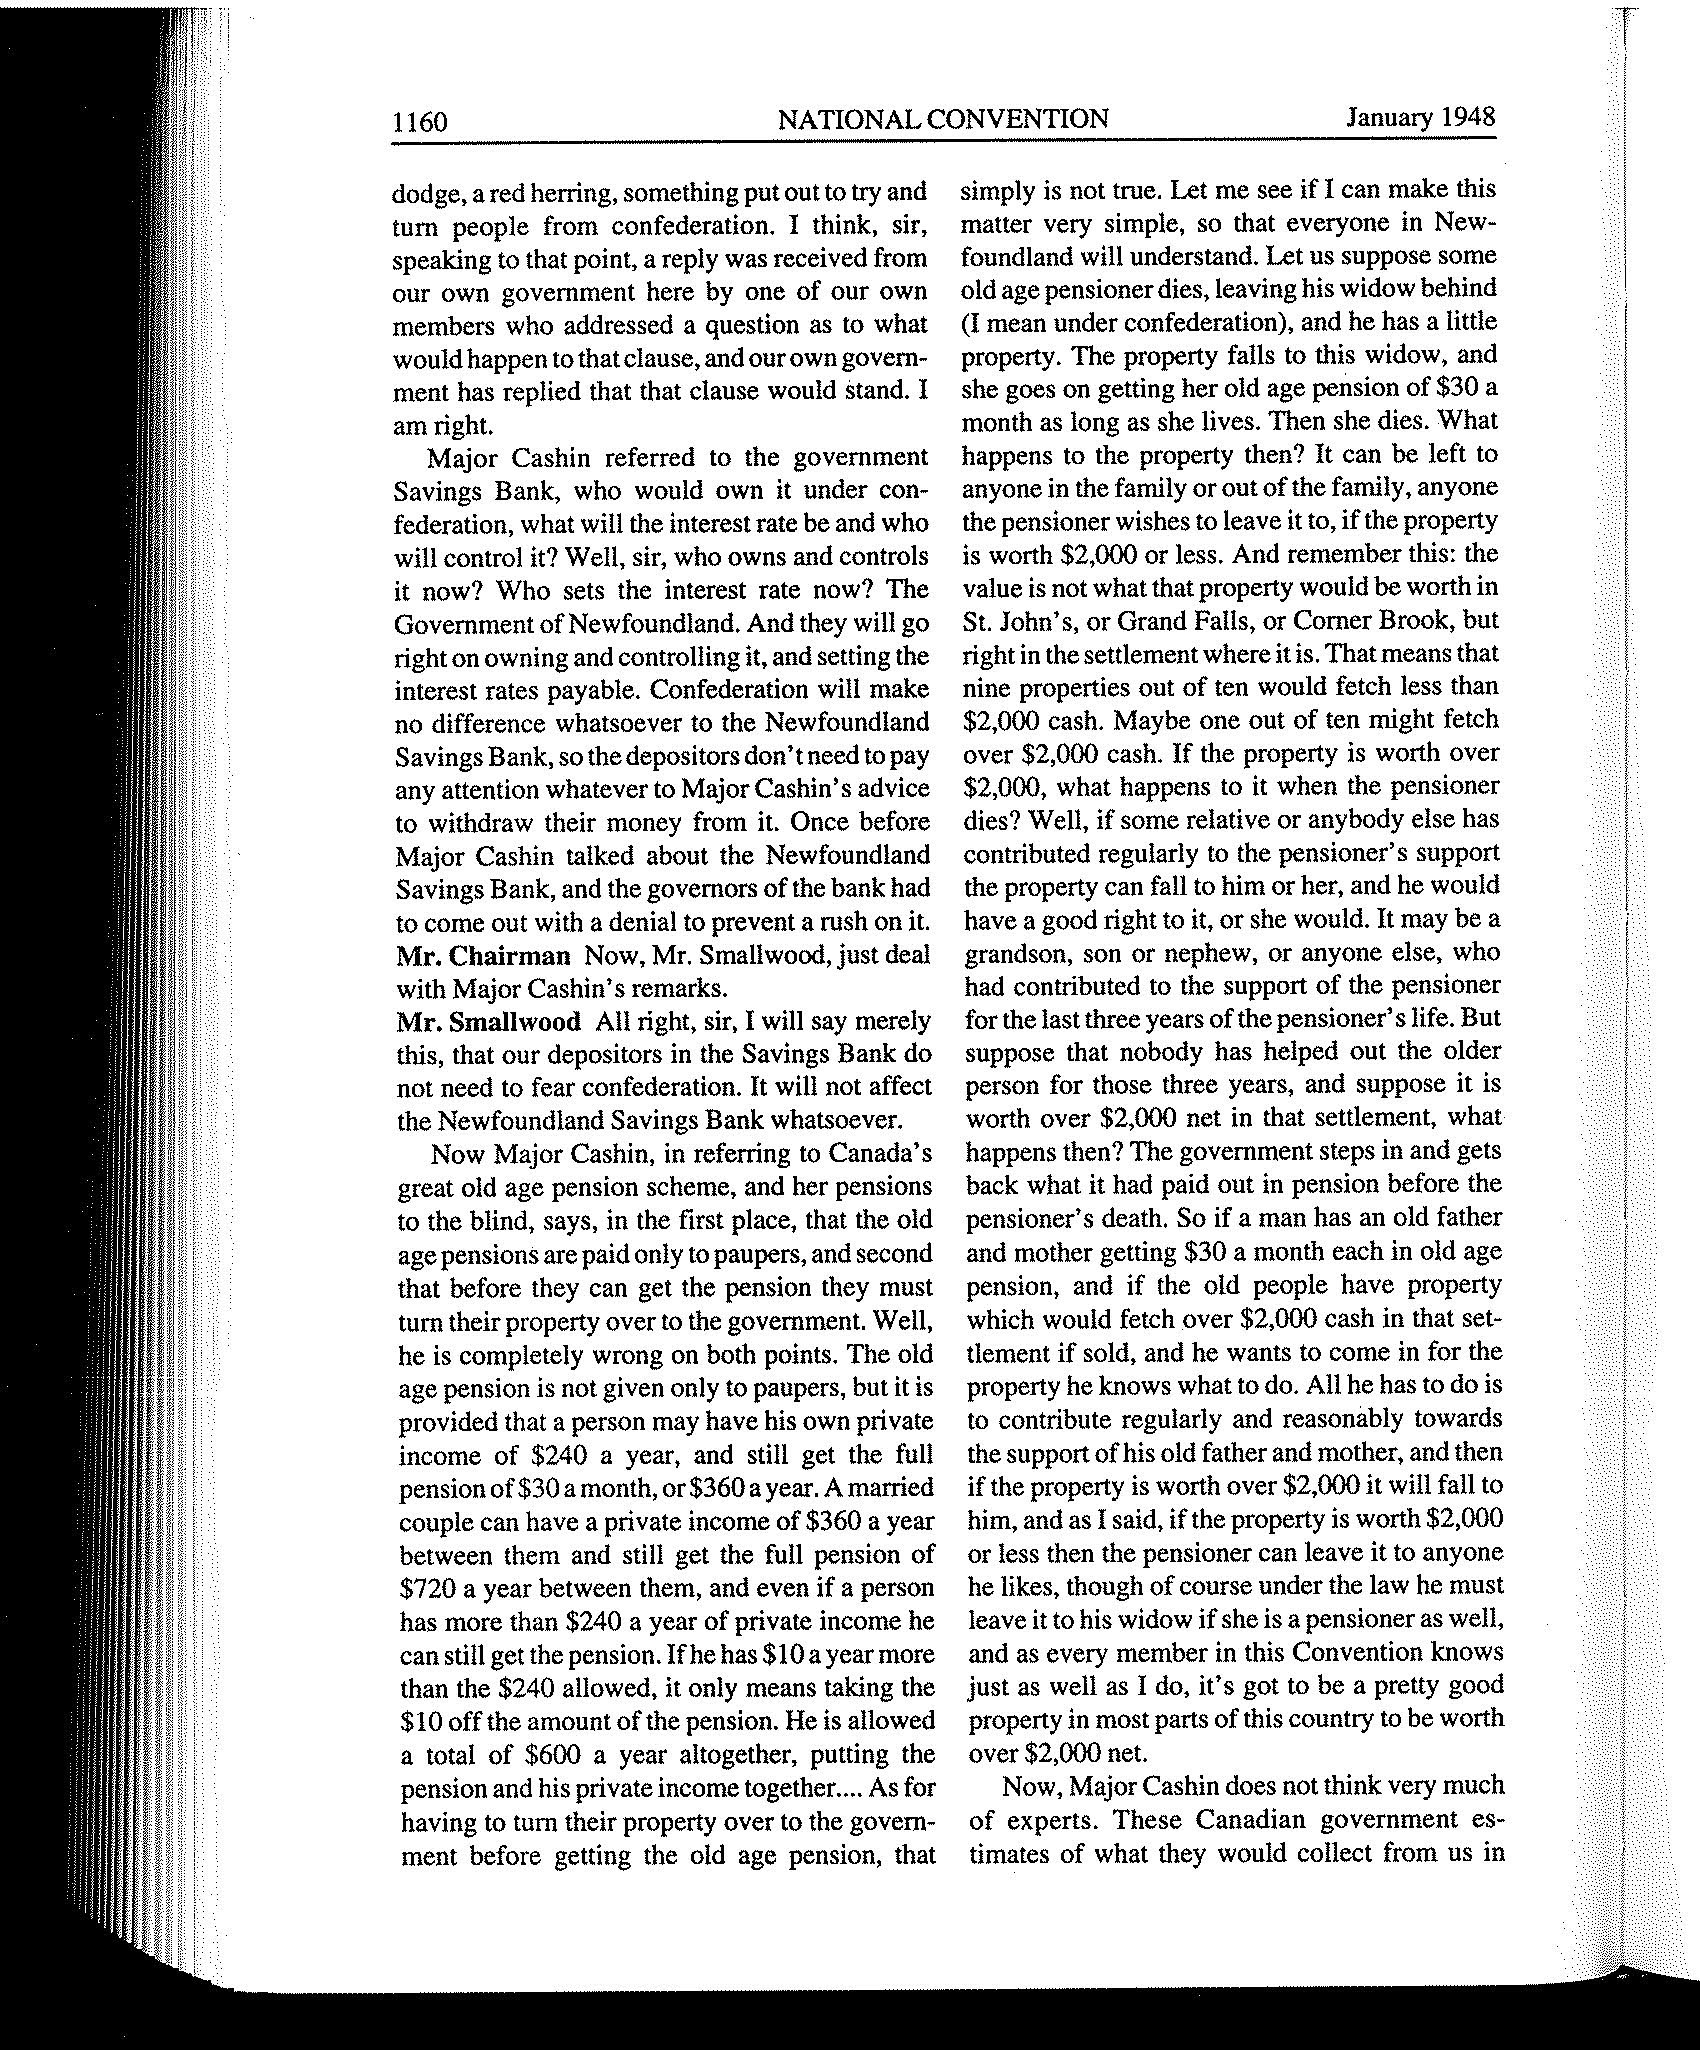 1160 NATIONAL CONVENTION January 1948
dodge, a red herring, something put out to try and
turn people from confederation. I think, sir,
speaking to that point, a reply was received from
our own government here by one of our own
members who addressed a question as to what
would happen to that clause, and our own govern-
ment has replied that that clause would stand. I
am right.
Major Cashin referred to the government
Savings Bank, who would own it under con-
federation, what will the interest rate be and who
will control it? Well, sir, who owns and controls
it now? Who sets the interest rate now? The
Government of Newfoundland. And they will go
right on owning and controlling it, and setting the
interest rates payable. Confederation will make
no difference whatsoever to the Newfoundland
Savings Bank, so the depositors don't need to pay
any attention whatever to Major Cashin's advice
to withdraw their money from it. Once before
Major Cashin talked about the Newfoundland
Savings Bank, and the governors of the bank had
to come out with a denial to prevent a rush on it.
Mr. Chairman Now, Mr. Smallwood, just deal
with Major Cashin's remarks.
Mr. Smallwood All right, sir, I will say merely
this, that our depositors in the Savings Bank do
not need to fear confederation. It will not affect
the Newfoundland Savings Bank whatsoever.
Now Major Cashin, in referring to Canada's
great old age pension scheme, and her pensions
to the blind, says, in the first place, that the old
age pensions are paid only to paupers, and second
that before they can get the pension they must
turn their property over to the government. Well,
he is completely wrong on both points. The old
age pension is not given only to paupers, but it is
provided that a person may have his own private
income of $240 a year, and still get the full
pension of $30 a month, or $360 a year. A married
couple can have a private income of $360 a year
between them and still get the full pension of
$720 a year between them, and even if a person
has more than $240 a year of private income he
can still get the pension. If he has $10 a year more
than the $240 allowed, it only means taking the
$10 off the amount of the pension. He is allowed
a total of $600 a year altogether, putting the
pension and his private income together.... As for
having to turn their property over to the govern-
ment before getting the old age pension, that
simply is not true. Let me see if I can make this
matter very simple, so that everyone in New-
foundland will understand. Let us suppose some
old age pensioner dies, leaving his widow behind
(I mean under confederation), and he has a little
property. The property falls to this widow, and
she goes on getting her old age pension of $30 a
month as long as she lives. Then she dies. What
happens to the property then? It can be left to
anyone in the family or out of the family, anyone
the pensioner wishes to leave it to, if the property
is worth $2,000 or less. And remember this: the
value is not what that property would be worth in
St. John's, or Grand Falls, or Corner Brook, but
right in the settlement where it is. That means that
nine properties out of ten would fetch less than
$2,000 cash. Maybe one out of ten might fetch
over $2,000 cash. If the property is worth over
$2,000, what happens to it when the pensioner
dies? Well, if some relative or anybody else has
contributed regularly to the pensioner's support
the property can fall to him or her, and he would
have a good right to it, or she would. It may be a
grandson, son or nephew, or anyone else, who
had contributed to the support of the pensioner
for the last three years of the pensioner's life. But
suppose that nobody has helped out the older
person for those three years, and suppose it is
worth over $2,000 net in that settlement, what
happens then? The government steps in and gets
back what it had paid out in pension before the
pensioner's death. So if a man has an old father
and mother getting $30 a month each in old age
pension, and if the old people have property
which would fetch over $2,000 cash in that set-
tlement if sold, and he wants to come in for the
property he knows what to do. All he has to do is
to contribute regularly and reasonably towards
the support of his old father and mother, and then
if the property is worth over $2,000 it will fall to
him, and as I said, if the property is worth $2,000
or less then the pensioner can leave it to anyone
he likes, though of course under the law he must
leave it to his widow if she is a pensioner as well,
and as every member in this Convention knows
just as well as I do, it's got to be a pretty good
property in most parts of this country to be worth
over $2,000 net.
Now, Major Cashin does not think very much
of experts. These Canadian government es-
timates of what they would collect from us in